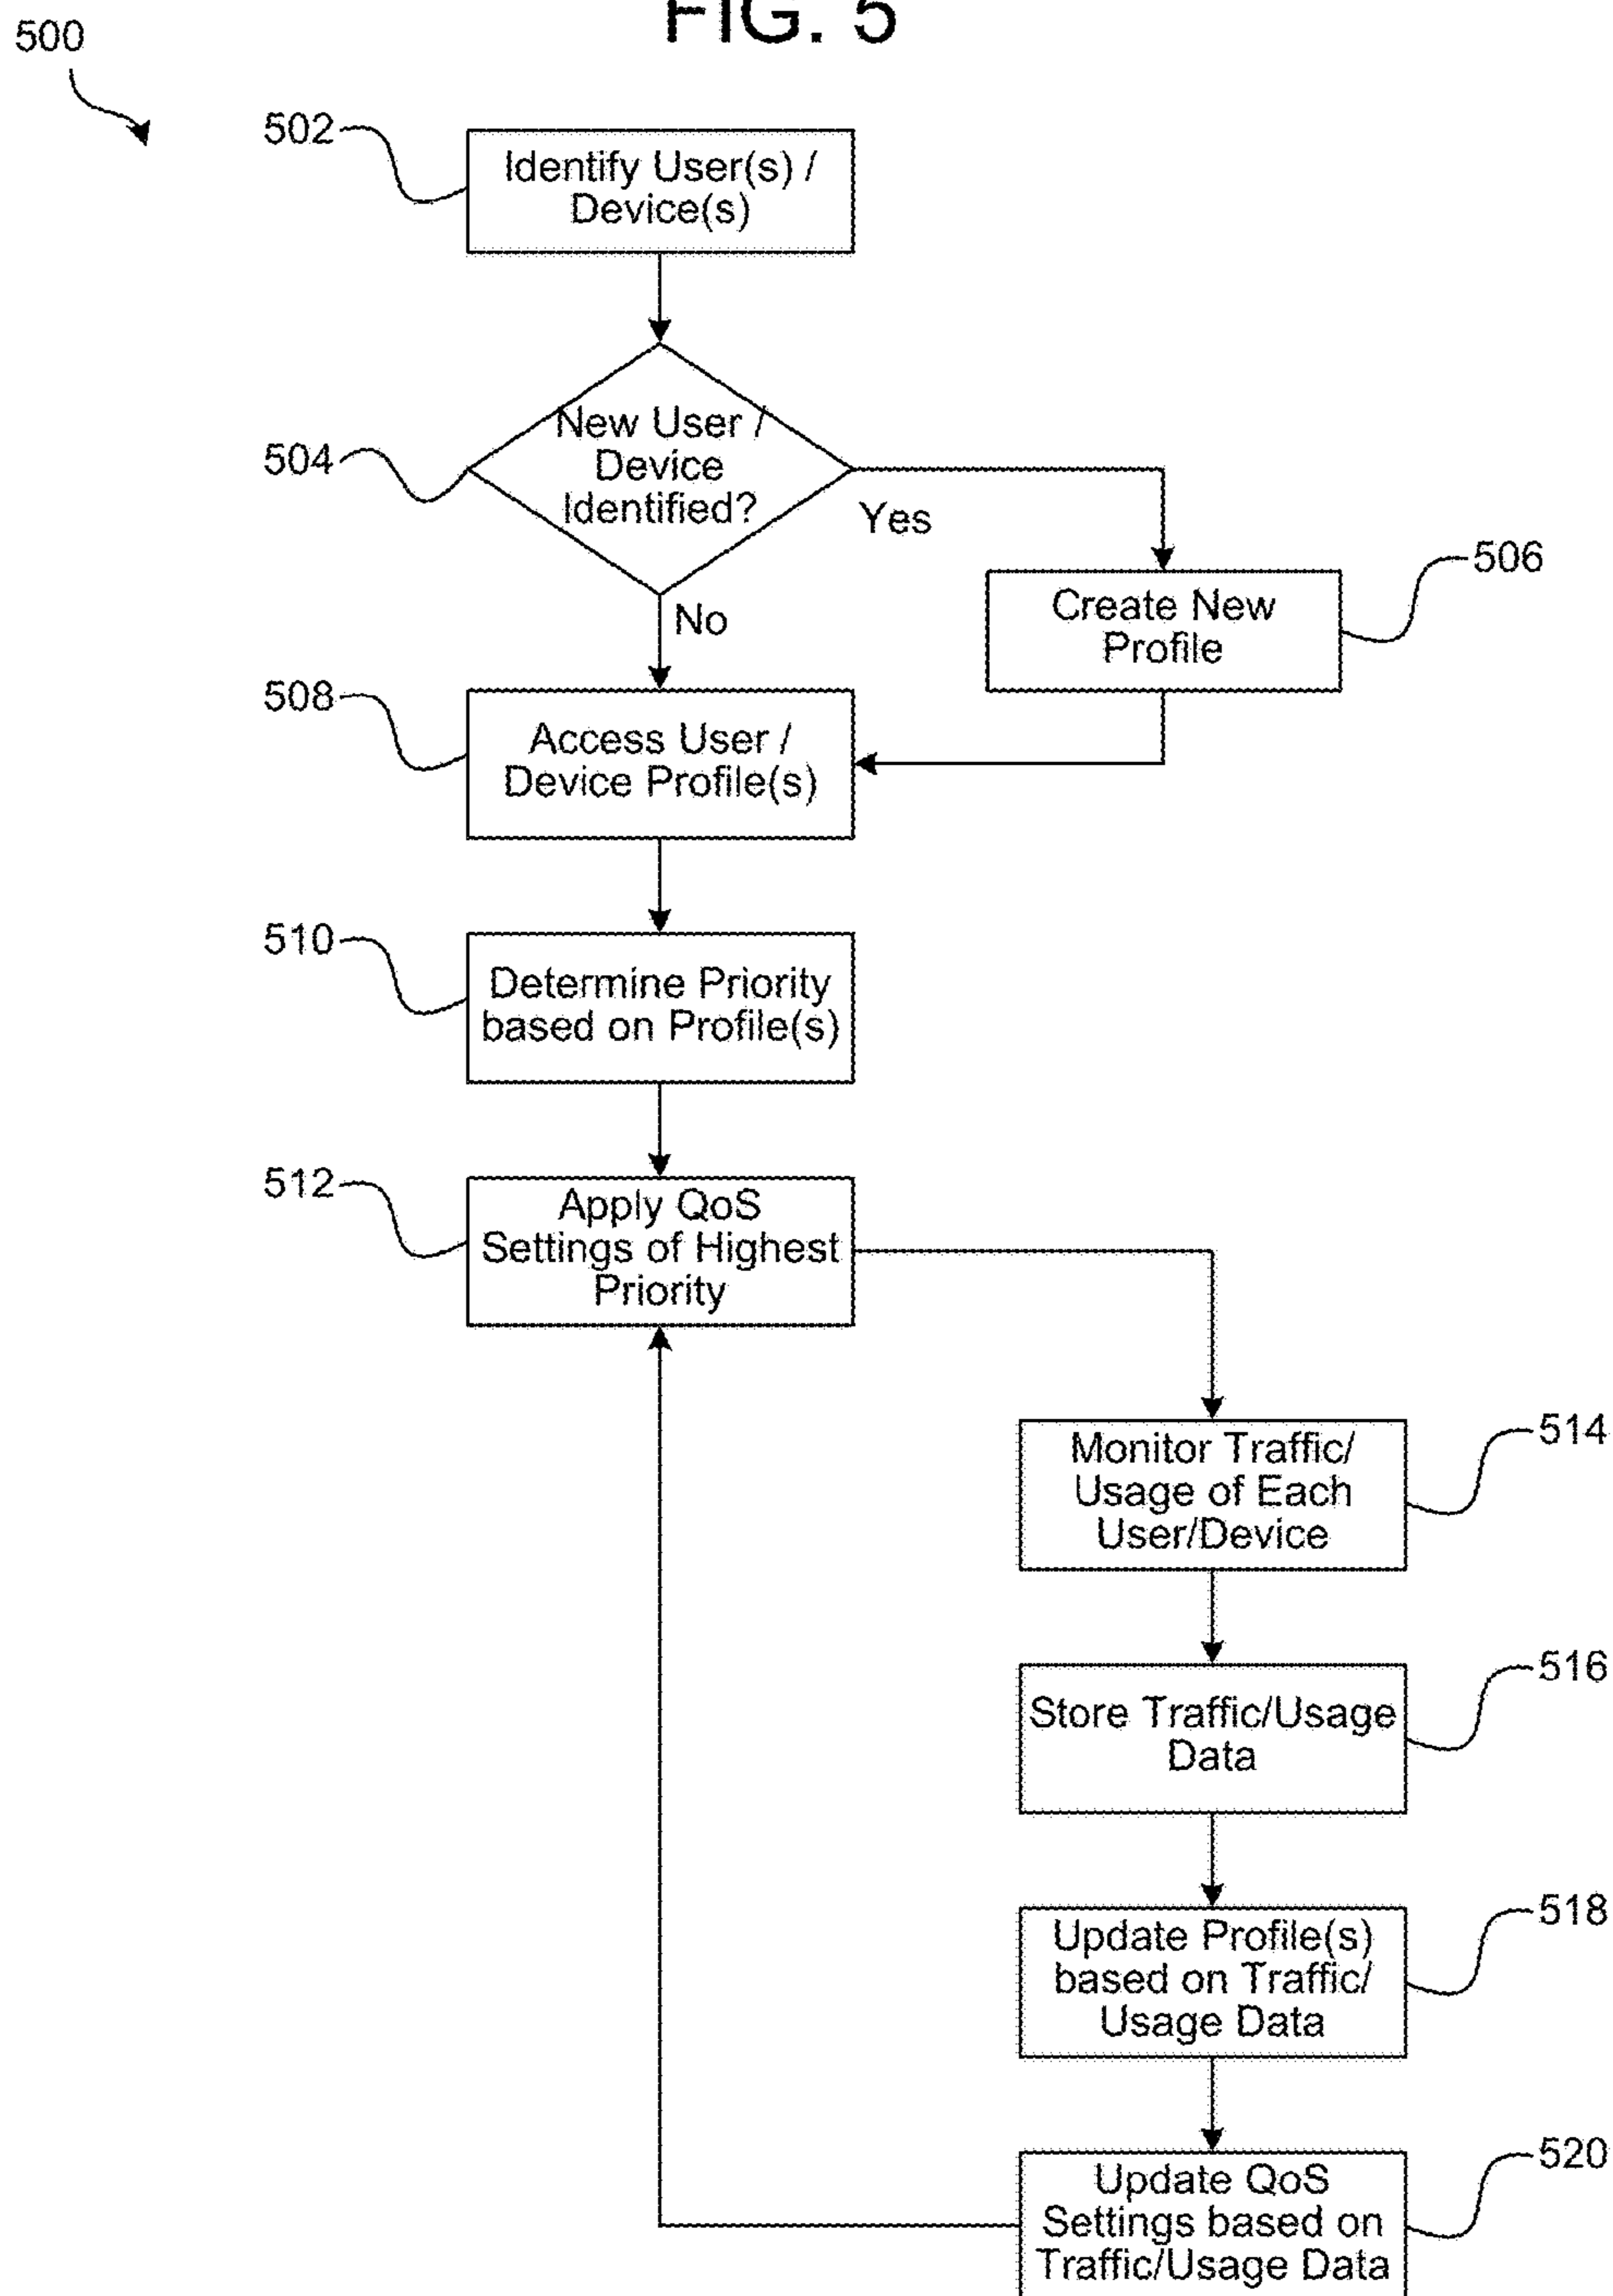 FIG. 5
500
502
Identify User(s) /
Device(s)
504
New User /
Device
Identified?
Yes
No
506
Create New
Profile
508
Access User /
Device Profile(s)
510
Determine Priority
based on Profile(s)
512
Apply QoS
Settings of Highest
Priority
514
Monitor Traffic/
Usage of Each
User/Device
516
Store Traffic/Usage
Data
518
Update Profile(s)
based on Traffic/
Usage Data
520
Update QoS
Settings based on
Traffic/Usage Data